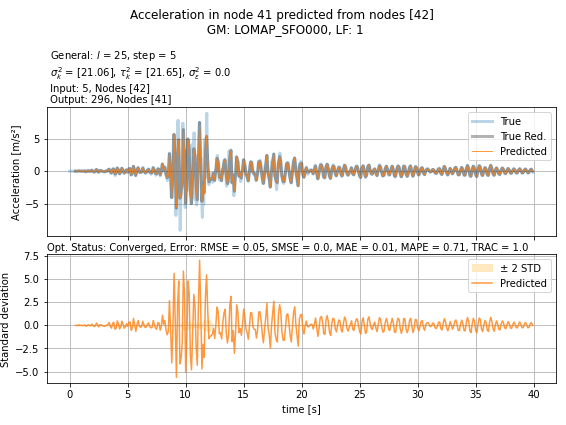 Acceleration in node 41 predicted from nodes [42]
GM: LOMAP_SFO000, LF: 1
General: l = 25, step = 5
σ²ₖ = [21.06], τ²ₖ = [21.65], σ²ₑ = 0.0
Input: 5, Nodes [42]
Output: 296, Nodes [41]
True
True Red.
Predicted
Acceleration [m/s²]
5
0
−5
Opt. Status: Converged, Error: RMSE = 0.05, SMSE = 0.0, MAE = 0.01, MAPE = 0.71, TRAC = 1.0
± 2 STD
Predicted
Standard deviation
7.5
5.0
2.5
0.0
−2.5
−5.0
0 5 10 15 20 25 30 35 40
time [s]